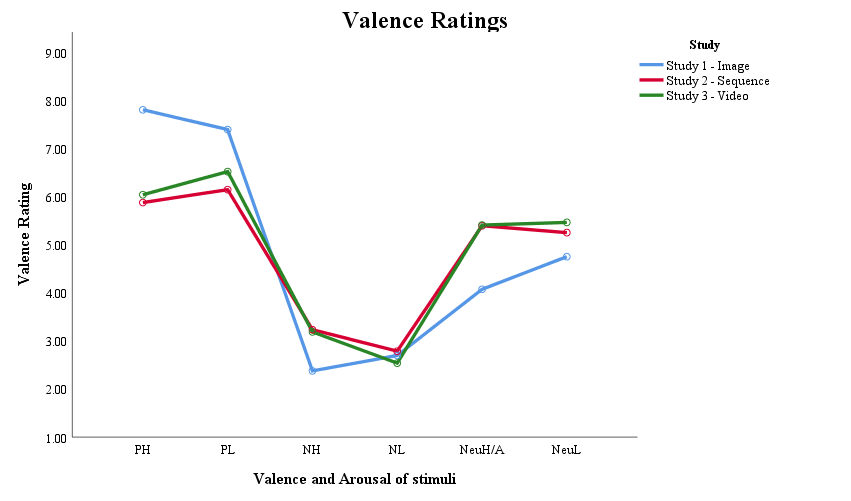 Valence Ratings
Study
Study 1 - Image
Study 2 - Sequence
Study 3 - Video
Valence Rating
9.00
8.00
7.00
6.00
5.00
4.00
3.00
2.00
1.00
PH PL NH NL NeuH/A NeuL
Valence and Arousal of stimuli